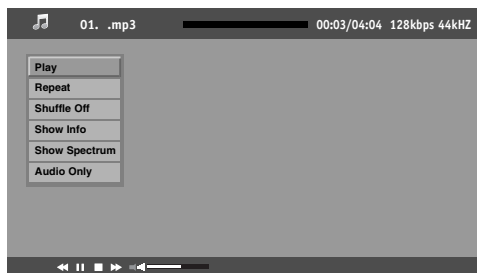 01. .mp3 00:03/04:04 128kbps 44kHZ
Play
Repeat
Shuffle Off
Show Info
Show Spectrum
Audio Only